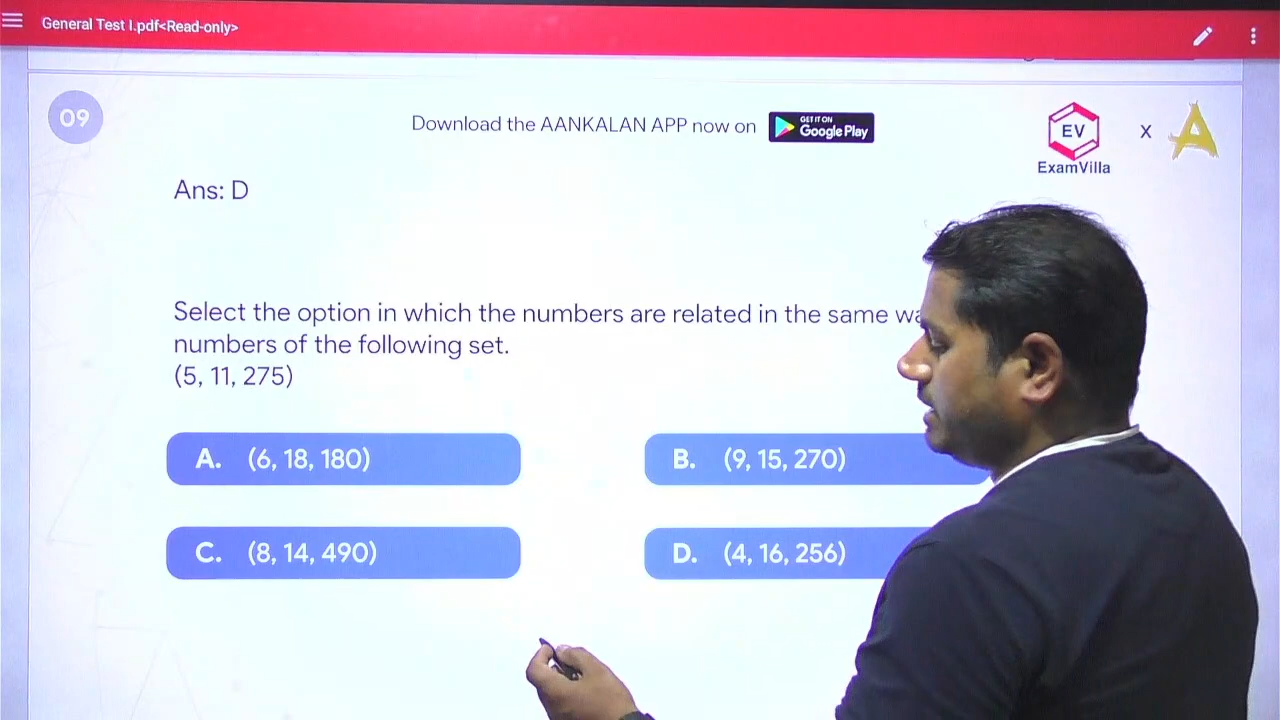 General Test I.pdf<Read-only>
09
Download the AANKALAN APP now on
GET IT ON
Google Play
EV
ExamVilla
X
A
Ans: D
Select the option in which the numbers are related in the same
numbers of the following set.
(5, 11, 275)
A. (6, 18, 180)
B. (9, 15, 270)
C. (8, 14, 490)
D. (4, 16, 256)